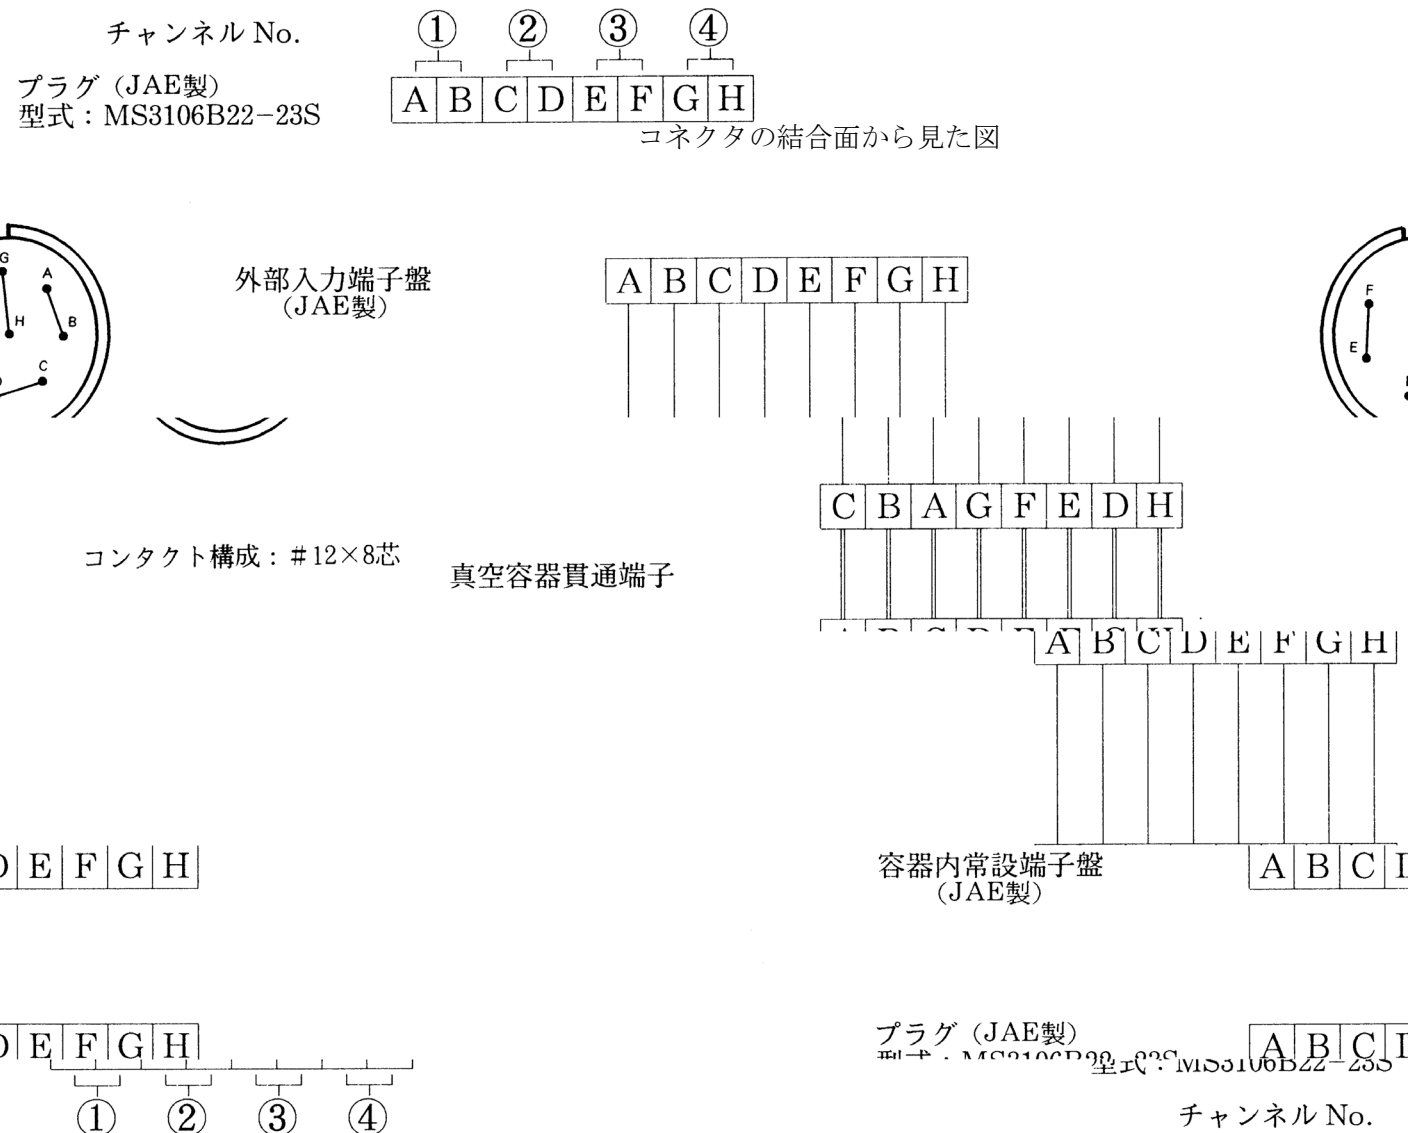 チャンネル No.
① ② ③ ④
プラグ（JAE製）
型式：MS3106B22−23S
A B C D E F G H
コネクタの結合面から見た図
G
A
H
B
C
外部入力端子盤
（JAE製）
A B C D E F G H
F
E
C B A G F E D H
コンタクト構成：＃12×8芯
真空容器貫通端子
A B C D E F G H
E F G H
容器内常設端子盤
（JAE製）
A B C
E F G H
プラグ（JAE製）
A B C
型式：MS3106B22−23S
① ② ③ ④
チャンネル No.